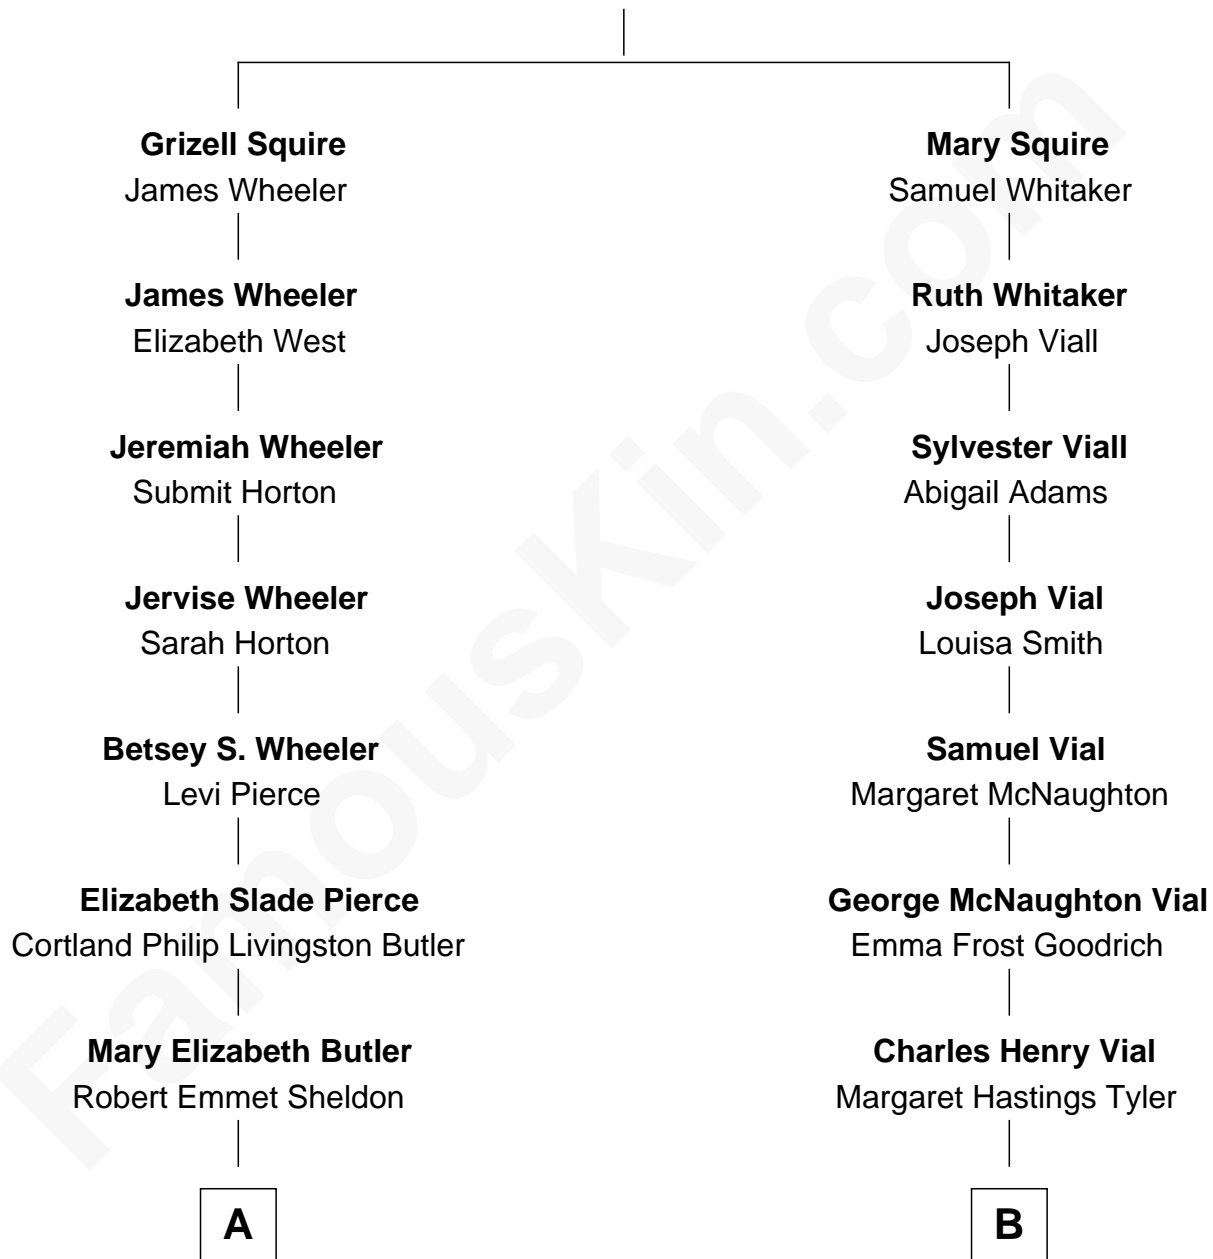 Grizell Squire
James Wheeler
James Wheeler
Elizabeth West
Jeremiah Wheeler
Submit Horton
Jervise Wheeler
Sarah Horton
Betsey S. Wheeler
Levi Pierce
Elizabeth Slade Pierce
Cortland Philip Livingston Butler
Mary Elizabeth Butler
Robert Emmet Sheldon
A
Mary Squire
Samuel Whitaker
Ruth Whitaker
Joseph Viall
Sylvester Viall
Abigail Adams
Joseph Vial
Louisa Smith
Samuel Vial
Margaret McNaughton
George McNaughton Vial
Emma Frost Goodrich
Charles Henry Vial
Margaret Hastings Tyler
B
FamousKin.com